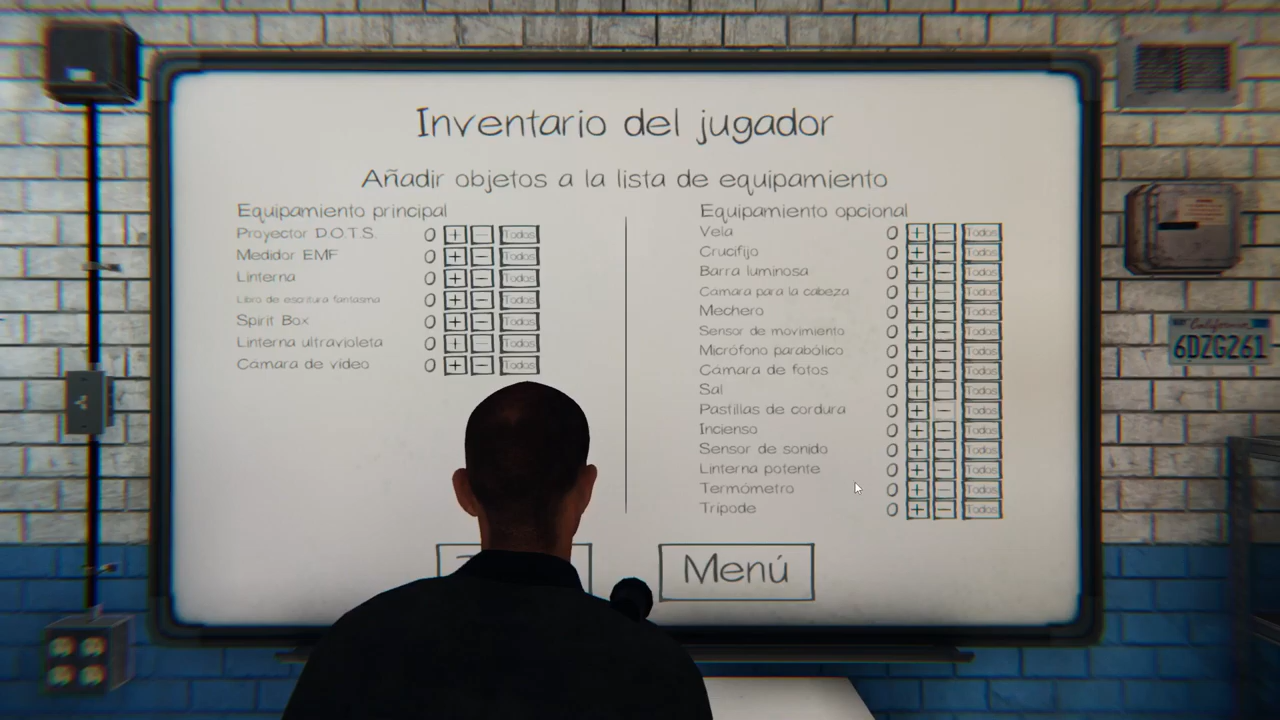 Inventario del jugador
Añadir objetos a la lista de equipamiento
Equipamiento principal
Proyector D.O.T.S. 0 + - Todos
Medidor EMF 0 + - Todos
Linterna 0 + - Todos
Libro de escritura fantasma 0 + - Todos
Spirit Box 0 + - Todos
Linterna ultravioleta 0 + - Todos
Cámara de vídeo 0 + - Todos
Equipamiento opcional
Vela 0 + - Todos
Crucifijo 0 + - Todos
Barra luminosa 0 + - Todos
Cámara para la cabeza 0 + - Todos
Mechero 0 + - Todos
Sensor de movimiento 0 + - Todos
Micrófono parabólico 0 + - Todos
Cámara de fotos 0 + - Todos
Sal 0 + - Todos
Pastillas de cordura 0 + - Todos
Incienso 0 + - Todos
Sensor de sonido 0 + - Todos
Linterna potente 0 + - Todos
Termómetro 0 + - Todos
Trípode 0 + - Todos
Menú
California
6DZG261